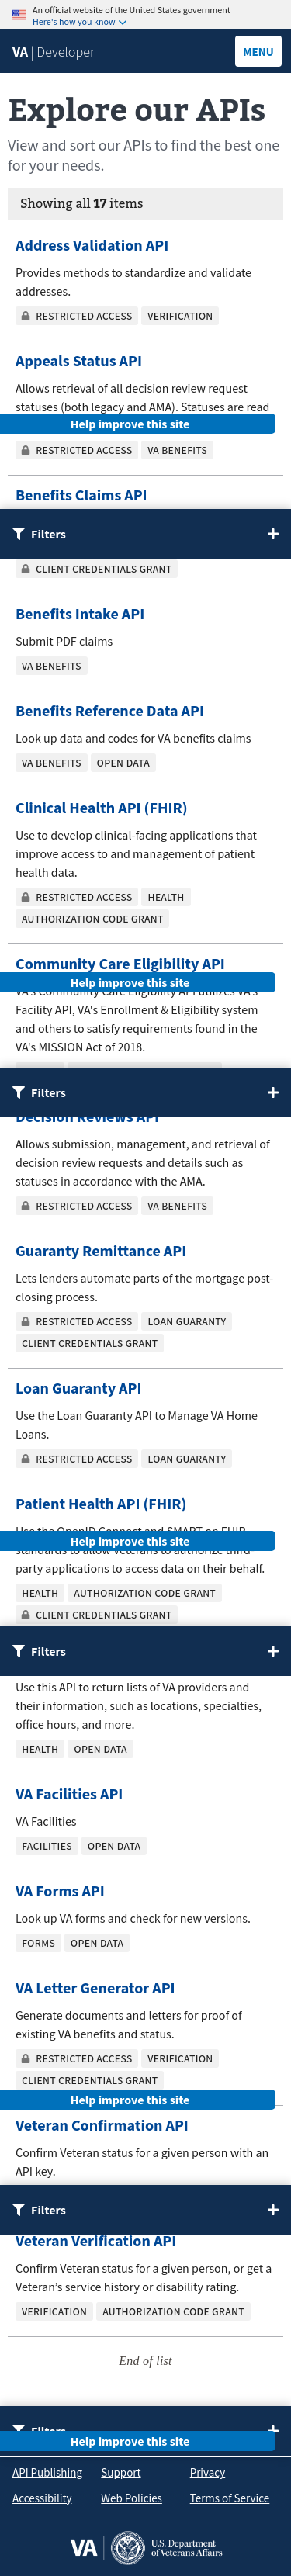 An official website of the United States government
Here's how you know
VA | Developer
MENU
Explore our APIs
View and sort our APIs to find the best one
for your needs.
Showing all 17 items
Address Validation API
Provides methods to standardize and validate
addresses.
RESTRICTED ACCESS VERIFICATION
Appeals Status API
Allows retrieval of all decision review request
statuses (both legacy and AMA). Statuses are read
Help improve this site
RESTRICTED ACCESS VA BENEFITS
Benefits Claims API
Filters
CLIENT CREDENTIALS GRANT
Benefits Intake API
Submit PDF claims
VA BENEFITS
Benefits Reference Data API
Look up data and codes for VA benefits claims
VA BENEFITS OPEN DATA
Clinical Health API (FHIR)
Use to develop clinical-facing applications that
improve access to and management of patient
health data.
RESTRICTED ACCESS HEALTH
AUTHORIZATION CODE GRANT
Community Care Eligibility API
Help improve this site
VA's Community Care Eligibility API utilizes VA's
Facility API, VA's Enrollment & Eligibility system
and others to satisfy requirements found in the
VA's MISSION Act of 2018.
Filters
Decision Reviews API
Allows submission, management, and retrieval of
decision review requests and details such as
statuses in accordance with the AMA.
RESTRICTED ACCESS VA BENEFITS
Guaranty Remittance API
Lets lenders automate parts of the mortgage post-
closing process.
RESTRICTED ACCESS LOAN GUARANTY
CLIENT CREDENTIALS GRANT
Loan Guaranty API
Use the Loan Guaranty API to Manage VA Home
Loans.
RESTRICTED ACCESS LOAN GUARANTY
Patient Health API (FHIR)
Use the OpenID Connect and SMART on FHIR
Help improve this site
standards to allow Veterans to authorize third-
party applications to access data on their behalf.
HEALTH AUTHORIZATION CODE GRANT
CLIENT CREDENTIALS GRANT
Filters
Use this API to return lists of VA providers and
their information, such as locations, specialties,
office hours, and more.
HEALTH OPEN DATA
VA Facilities API
VA Facilities
FACILITIES OPEN DATA
VA Forms API
Look up VA forms and check for new versions.
FORMS OPEN DATA
VA Letter Generator API
Generate documents and letters for proof of
existing VA benefits and status.
RESTRICTED ACCESS VERIFICATION
CLIENT CREDENTIALS GRANT
Help improve this site
Veteran Confirmation API
Confirm Veteran status for a given person with an
API key.
Filters
Veteran Verification API
Confirm Veteran status for a given person, or get a
Veteran's service history or disability rating.
VERIFICATION AUTHORIZATION CODE GRANT
End of list
Filters
Help improve this site
API Publishing Support Privacy
Accessibility Web Policies Terms of Service
VA U.S. Department
of Veterans Affairs